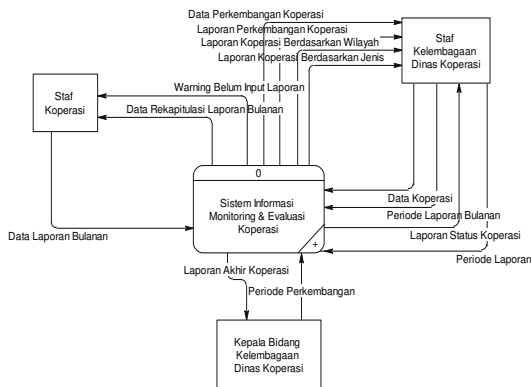 Data Perkembangan Koperasi
Laporan Perkembangan Koperasi
Laporan Koperasi Berdasarkan Wilayah
Laporan Koperasi Berdasarkan Jenis
Staf
Kelembagaan
Dinas Koperasi
Warning Belum Input Laporan
Staf
Koperasi
Data Rekapitulasi Laporan Bulanan
0
Sistem Informasi
Monitoring & Evaluasi
Koperasi
+
Data Koperasi
Periode Laporan Bulanan
Laporan Status Koperasi
Periode Laporan
Data Laporan Bulanan
Laporan Akhir Koperasi
Periode Perkembangan
Kepala Bidang
Kelembagaan
Dinas Koperasi